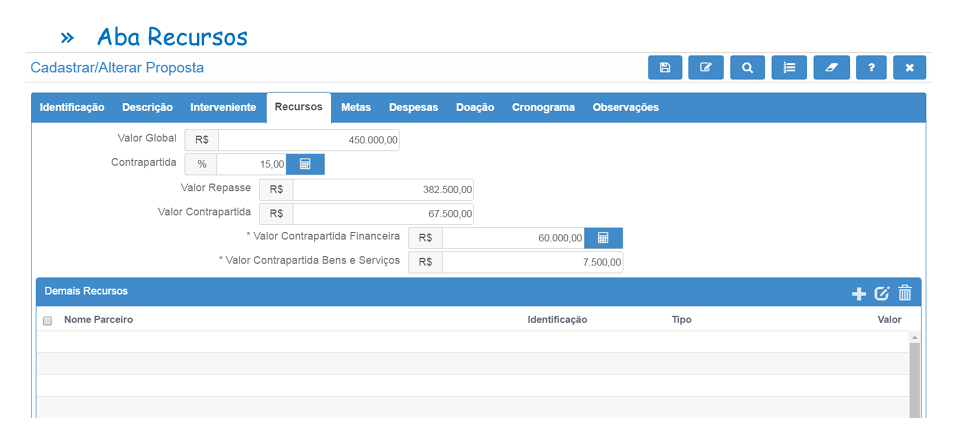 » Aba Recursos
Cadastrar/Alterar Proposta
?
Identificação Descrição Interveniente Recursos Metas Despesas Doação Cronograma Observações
Valor Global R$ 450.000,00
Contrapartida % 15,00
Valor Repasse R$ 382.500,00
Valor Contrapartida R$ 67.500,00
* Valor Contrapartida Financeira R$ 60.000,00
* Valor Contrapartida Bens e Serviços R$ 7.500,00
Demais Recursos
Nome Parceiro Identificação Tipo Valor